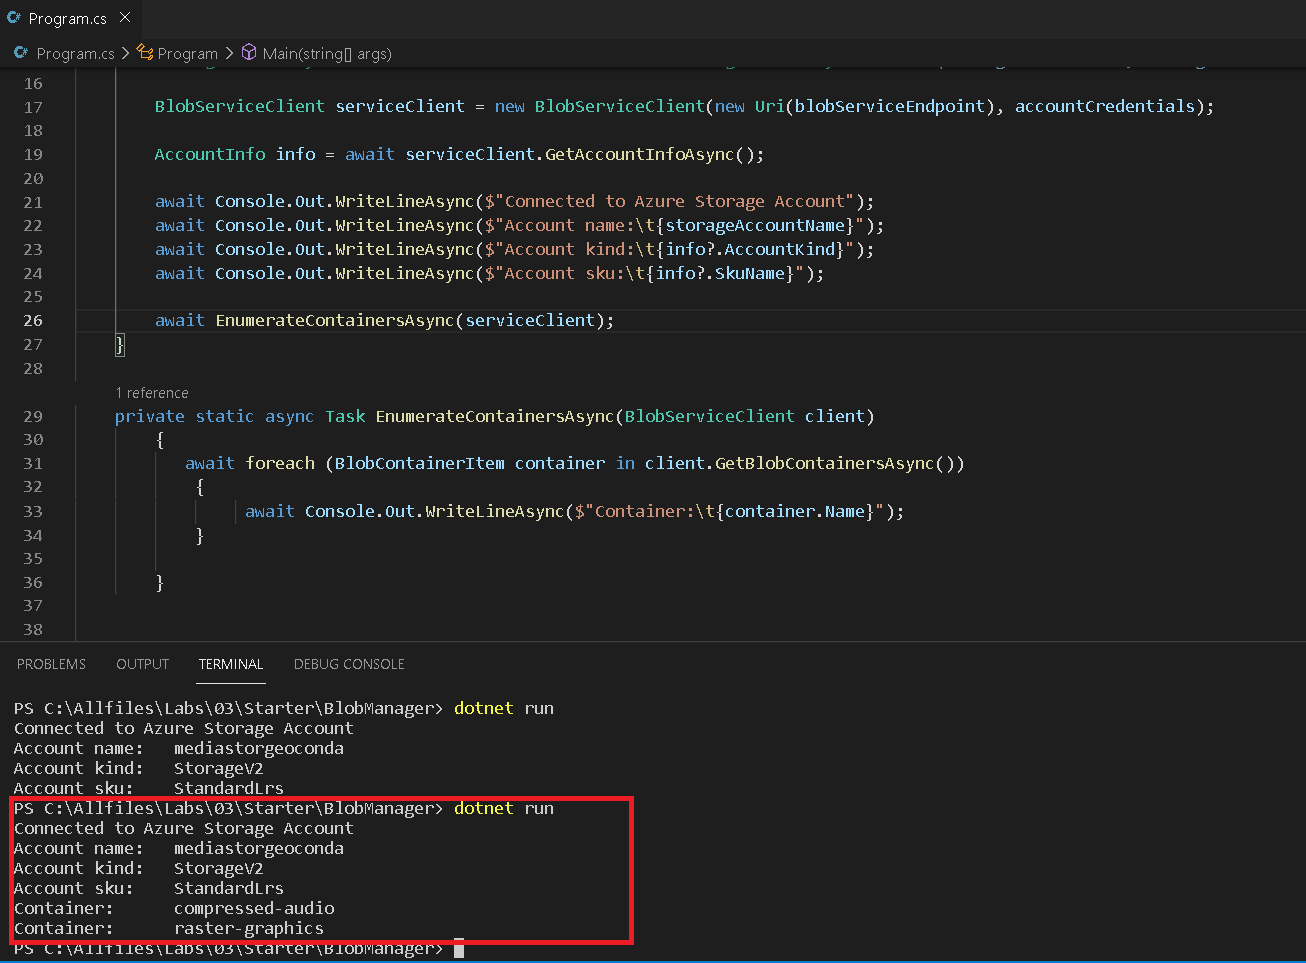 Program.cs
Program.cs > Program > Main(string[] args)
16
17 BlobServiceClient serviceClient = new BlobServiceClient(new Uri(blobServiceEndpoint), accountCredentials);
18
19 AccountInfo info = await serviceClient.GetAccountInfoAsync();
20
21 await Console.Out.WriteLineAsync($"Connected to Azure Storage Account");
22 await Console.Out.WriteLineAsync($"Account name:\t{storageAccountName}");
23 await Console.Out.WriteLineAsync($"Account kind:\t{info?.AccountKind}");
24 await Console.Out.WriteLineAsync($"Account sku:\t{info?.SkuName}");
25
26 await EnumerateContainersAsync(serviceClient);
27 }
28
1 reference
29 private static async Task EnumerateContainersAsync(BlobServiceClient client)
30 {
31 await foreach (BlobContainerItem container in client.GetBlobContainersAsync())
32 {
33 await Console.Out.WriteLineAsync($"Container:\t{container.Name}");
34 }
35
36 }
37
38
PROBLEMS OUTPUT TERMINAL DEBUG CONSOLE
PS C:\Allfiles\Labs\03\Starter\BlobManager> dotnet run
Connected to Azure Storage Account
Account name: mediastorgeoconda
Account kind: StorageV2
Account sku: StandardLrs
PS C:\Allfiles\Labs\03\Starter\BlobManager> dotnet run
Connected to Azure Storage Account
Account name: mediastorgeoconda
Account kind: StorageV2
Account sku: StandardLrs
Container: compressed-audio
Container: raster-graphics
PS C:\Allfiles\Labs\03\Starter\BlobManager>